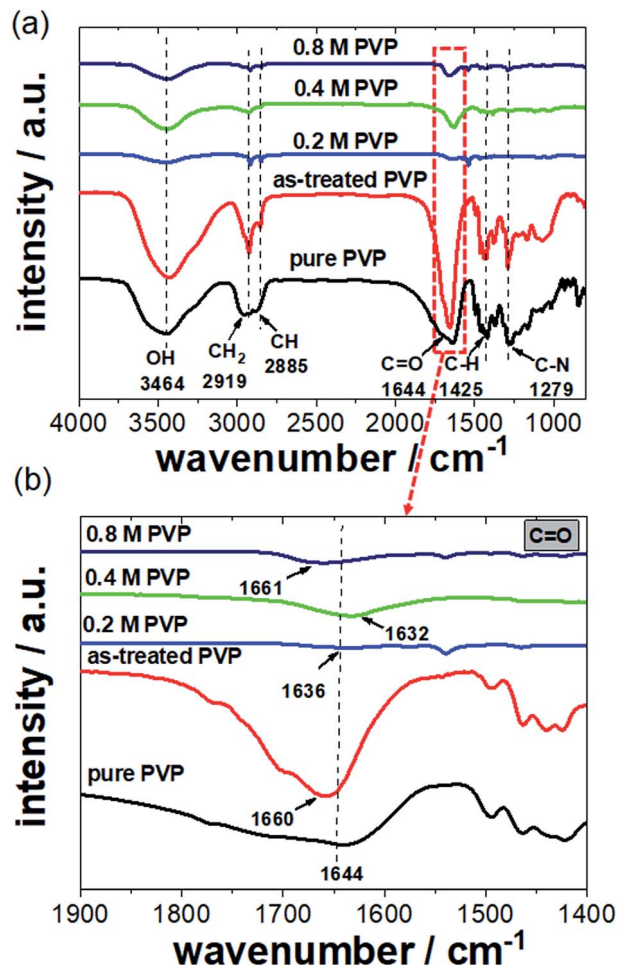 (a)
0.8 M PVP
0.4 M PVP
0.2 M PVP
as-treated PVP
pure PVP
OH
3464
CH₂
2919
CH
2885
C=O
1644
C-H
1425
C-N
1279
intensity / a.u.
4000 3500 3000 2500 2000 1500 1000
wavenumber / cm⁻¹
(b)
C=O
0.8 M PVP
1661
0.4 M PVP
1632
0.2 M PVP
1636
as-treated PVP
1660
pure PVP
1644
intensity / a.u.
1900 1800 1700 1600 1500 1400
wavenumber / cm⁻¹